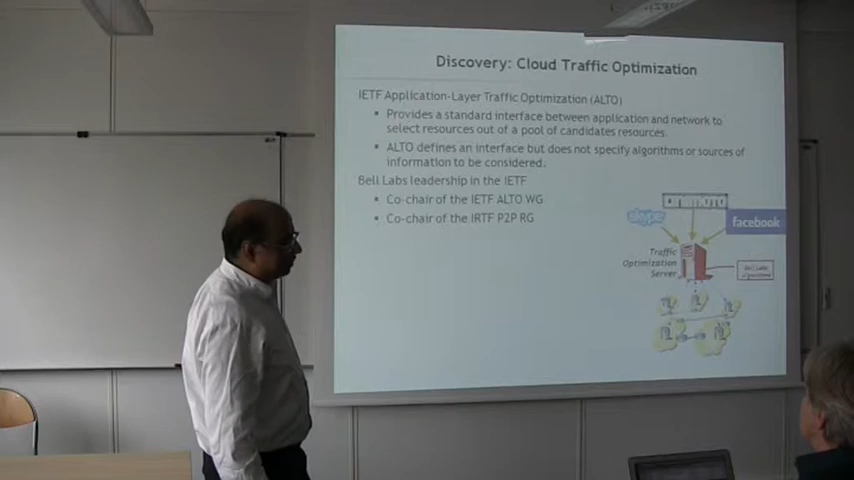 Discovery: Cloud Traffic Optimization
IETF Application-Layer Traffic Optimization (ALTO)
Provides a standard interface between application and network to
select resources out of a pool of candidates resources.
ALTO defines an interface but does not specify algorithms or sources of
information to be considered.
Bell Labs leadership in the IETF
Co-chair of the IETF ALTO WG
Co-chair of the IRTF P2P RG
skype
facebook
Traffic
Optimization
Server
Bell Labs
algorithms